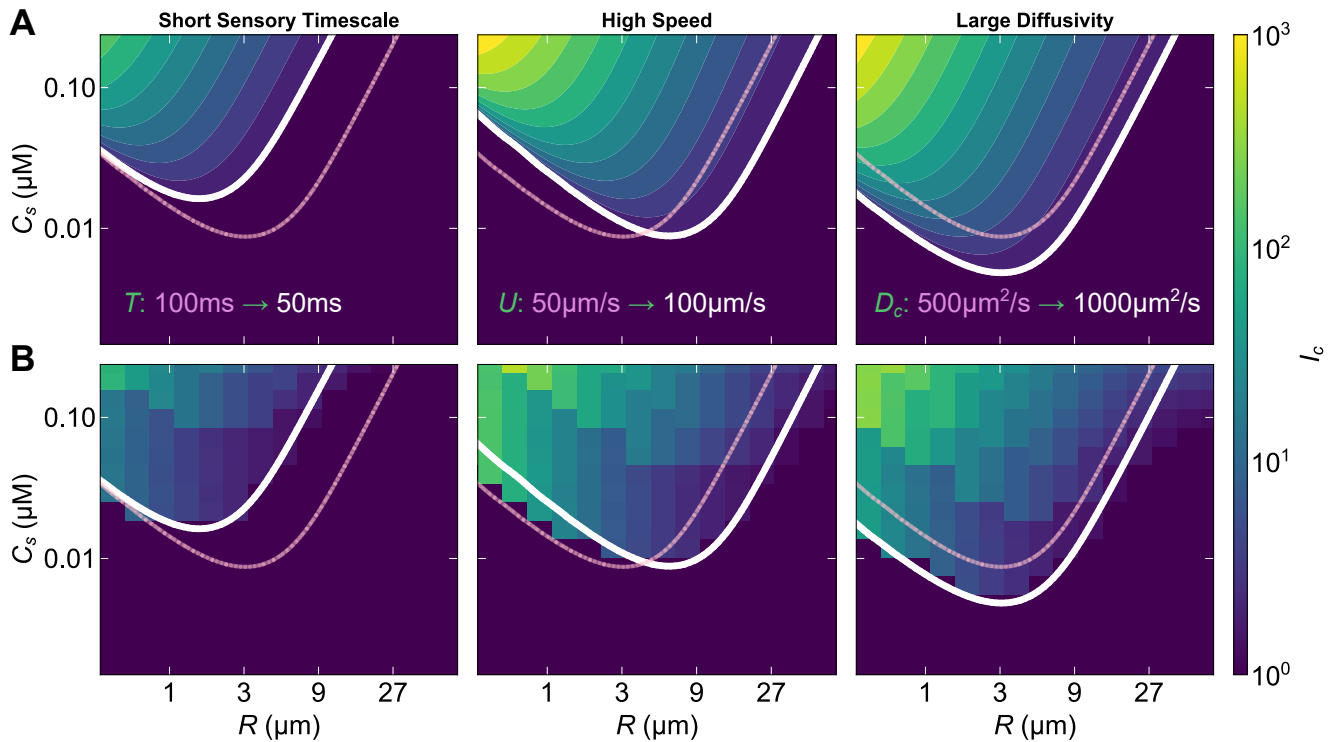 A
Short Sensory Timescale
High Speed
Large Diffusivity
C_s (μM)
0.10
0.01
T: 100ms → 50ms
U: 50μm/s → 100μm/s
D_c: 500μm²/s → 1000μm²/s
B
C_s (μM)
0.10
0.01
1 3 9 27
1 3 9 27
1 3 9 27
R (μm)
R (μm)
R (μm)
10³
10²
10¹
10⁰
I_c